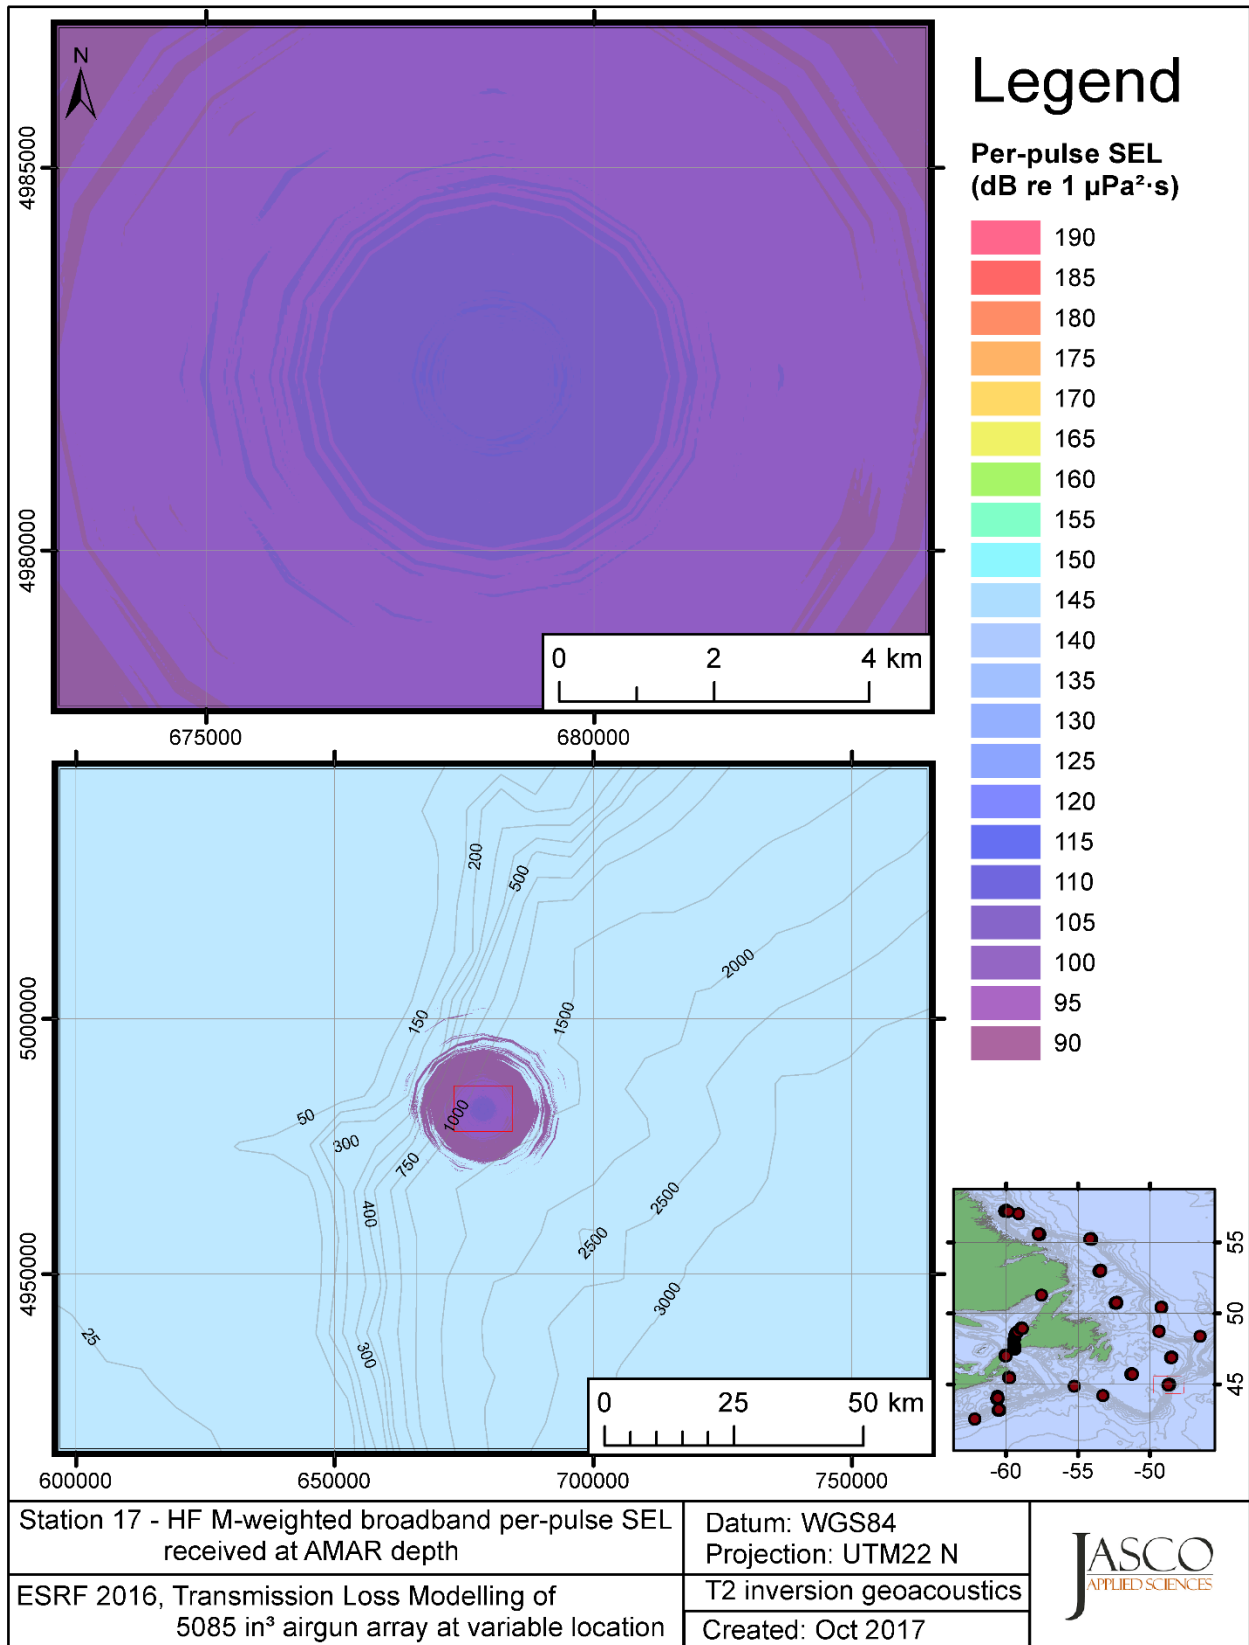 N
4985000
4980000
0 2 4 km
675000 680000
Legend
Per-pulse SEL
(dB re 1 µPa²·s)
190
185
180
175
170
165
160
155
150
145
140
135
130
125
120
115
110
105
100
95
90
5000000
4950000
200
500
2000
150
1500
50
300
1000
750
400
2500
2500
3000
25
300
0 25 50 km
600000 650000 700000 750000
55
50
45
-60 -55 -50
Station 17 - HF M-weighted broadband per-pulse SEL
received at AMAR depth
ESRF 2016, Transmission Loss Modelling of
5085 in³ airgun array at variable location
Datum: WGS84
Projection: UTM22 N
T2 inversion geoacoustics
Created: Oct 2017
JASCO
APPLIED SCIENCES